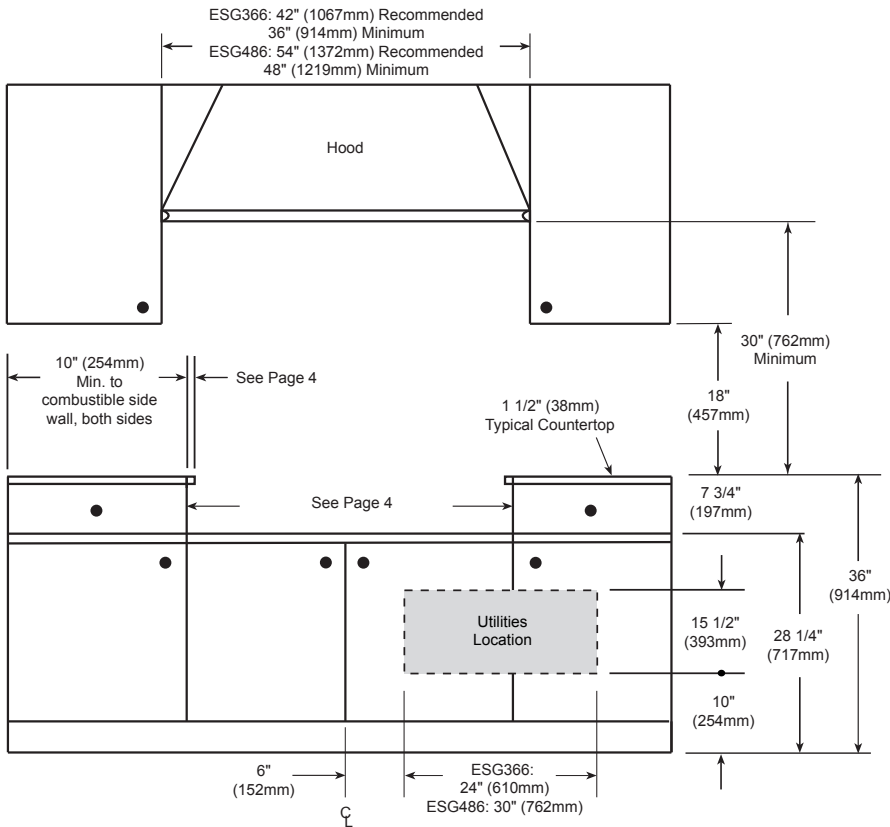 ESG366: 42" (1067mm) Recommended
36" (914mm) Minimum
ESG486: 54" (1372mm) Recommended
48" (1219mm) Minimum
Hood
30" (762mm)
Minimum
10" (254mm)
Min. to
combustible side
wall, both sides
See Page 4
18"
(457mm)
1 1/2" (38mm)
Typical Countertop
7 3/4"
(197mm)
See Page 4
36"
(914mm)
Utilities
Location
15 1/2"
(393mm)
28 1/4"
(717mm)
10"
(254mm)
6"
(152mm)
ESG366:
24" (610mm)
ESG486: 30" (762mm)
CL